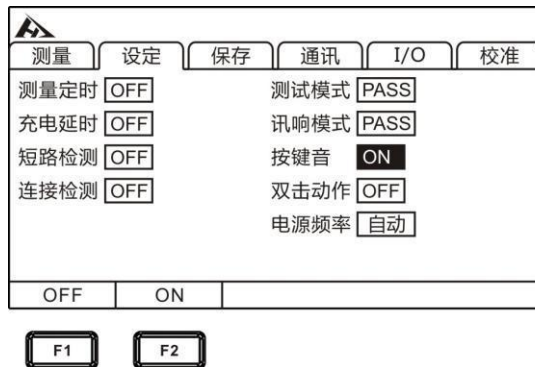 测量 设定 保存 通讯 I/O 校准
测量定时 OFF 测试模式 PASS
充电延时 OFF 讯响模式 PASS
短路检测 OFF 按键音 ON
连接检测 OFF 双击动作 OFF
电源频率 自动
OFF ON
F1 F2